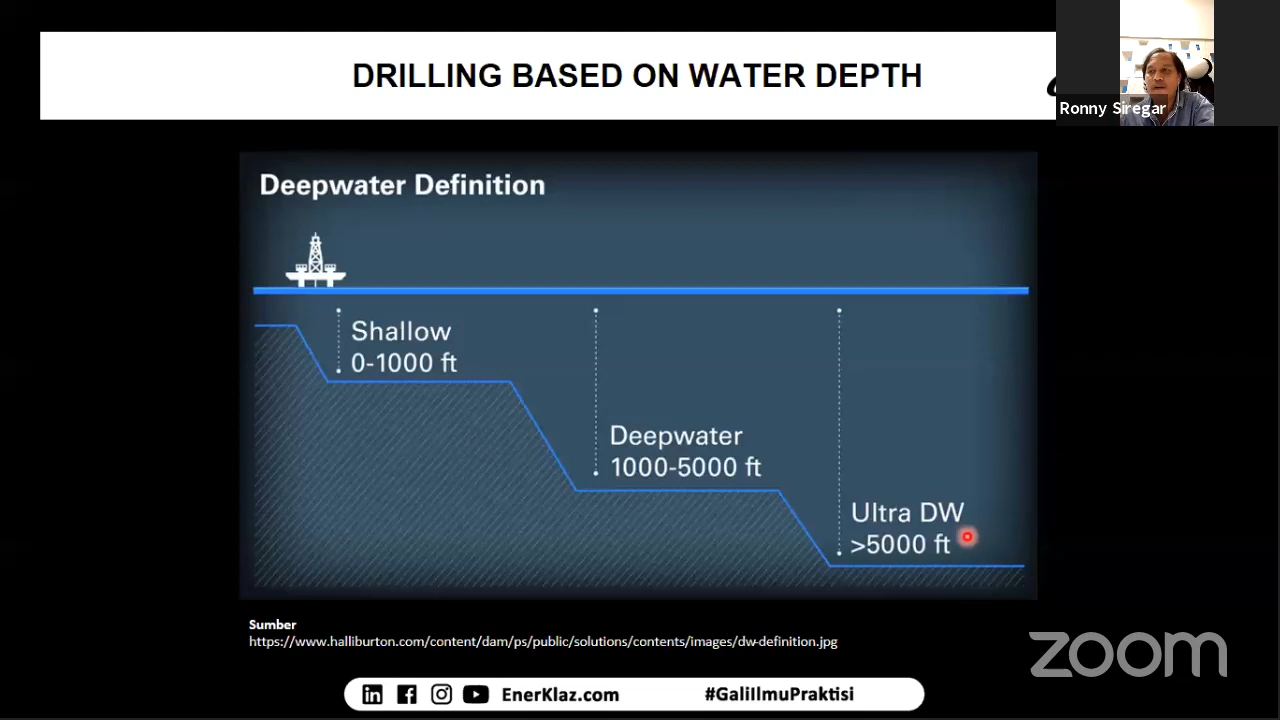 DRILLING BASED ON WATER DEPTH
Ronny Siregar
Deepwater Definition
Shallow
0-1000 ft
Deepwater
1000-5000 ft
Ultra DW
>5000 ft
Sumber
https://www.halliburton.com/content/dam/ps/public/solutions/contents/images/dw-definition.jpg
zoom
EnerKlaz.com #GaliIlmuPraktisi